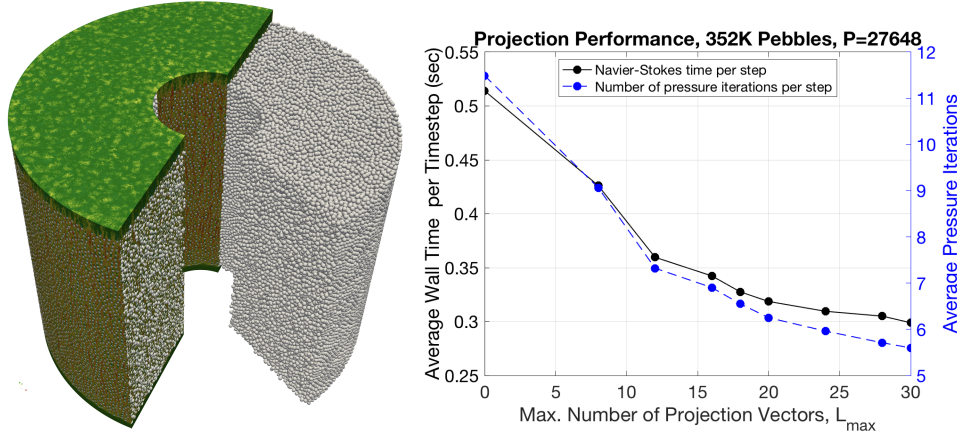 Projection Performance, 352K Pebbles, P=27648
Navier-Stokes time per step
Number of pressure iterations per step
Average Wall Time per Timestep (sec)
0.55
0.5
0.45
0.4
0.35
0.3
0.25
12
11
10
9
8
7
6
5
Average Pressure Iterations
0 5 10 15 20 25 30
Max. Number of Projection Vectors, L_max